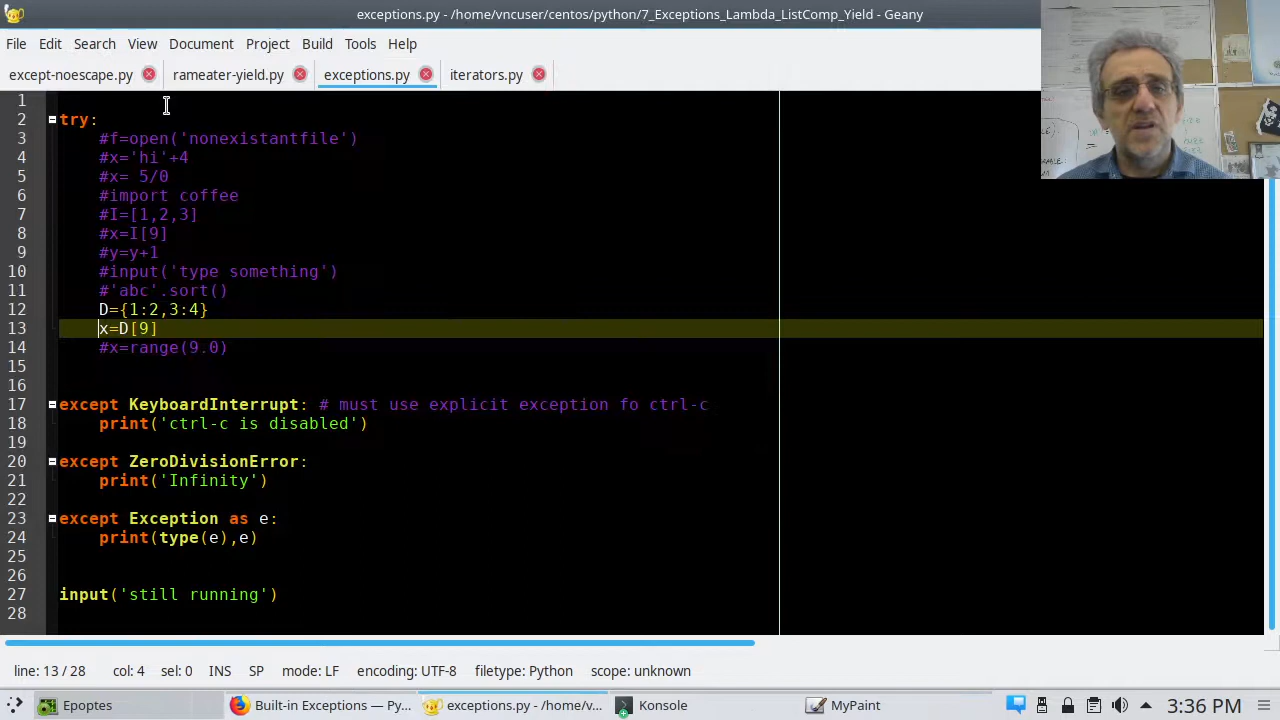 exceptions.py - /home/vncuser/centos/python/7_Exceptions_Lambda_ListComp_Yield - Geany
File Edit Search View Document Project Build Tools Help
except-noescape.py rameater-yield.py exceptions.py iterators.py
1
2 try:
3 #f=open('nonexistantfile')
4 #x='hi'+4
5 #x= 5/0
6 #import coffee
7 #I=[1,2,3]
8 #x=I[9]
9 #y=y+1
10 #input('type something')
11 #'abc'.sort()
12 D={1:2,3:4}
13 x=D[9]
14 #x=range(9.0)
15
16
17 except KeyboardInterrupt: # must use explicit exception fo ctrl-c
18 print('ctrl-c is disabled')
19
20 except ZeroDivisionError:
21 print('Infinity')
22
23 except Exception as e:
24 print(type(e),e)
25
26
27 input('still running')
28
line: 13 / 28 col: 4 sel: 0 INS SP mode: LF encoding: UTF-8 filetype: Python scope: unknown
Epoptes Built-in Exceptions — Py... exceptions.py - /home/v... Konsole MyPaint 3:36 PM